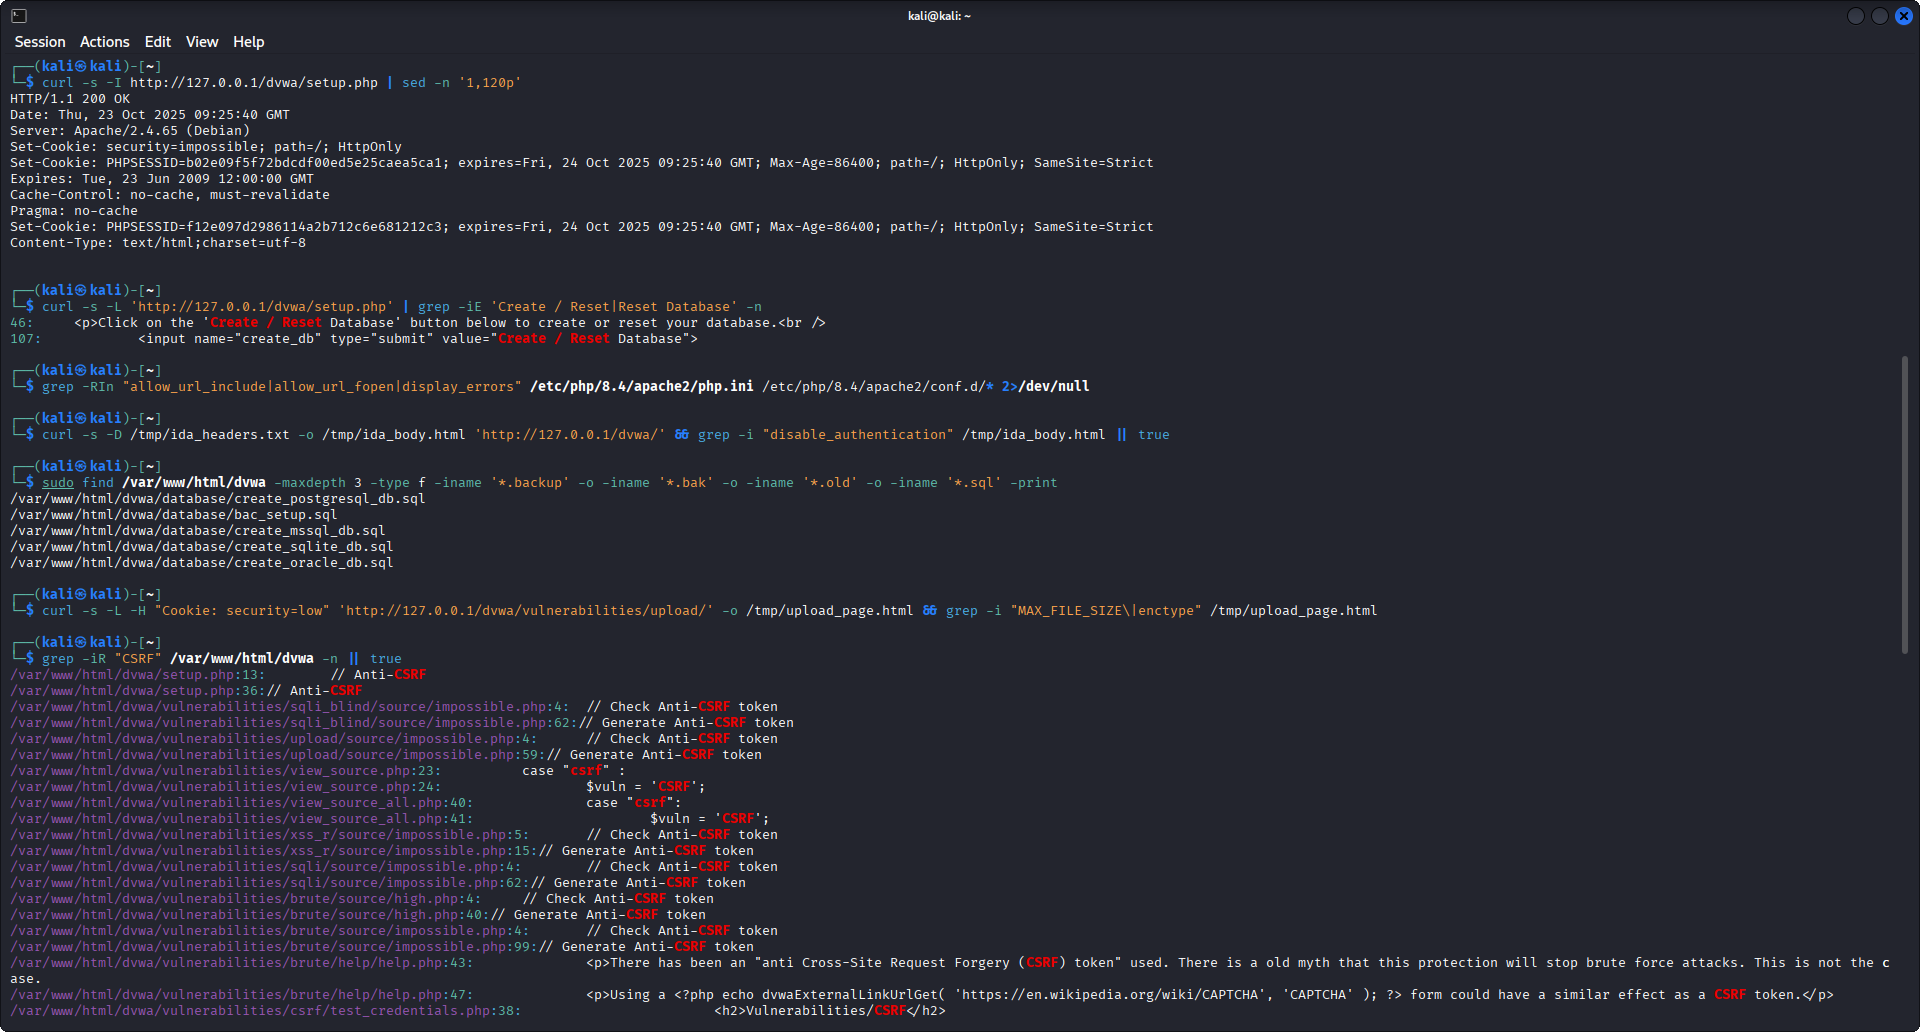 kali@kali: ~
Session Actions Edit View Help
┌──(kali㉿kali)-[~]
└─$ curl -s -I http://127.0.0.1/dvwa/setup.php | sed -n '1,120p'
HTTP/1.1 200 OK
Date: Thu, 23 Oct 2025 09:25:40 GMT
Server: Apache/2.4.65 (Debian)
Set-Cookie: security=impossible; path=/; HttpOnly
Set-Cookie: PHPSESSID=b02e09f5f72bdcdf00ed5e25caea5ca1; expires=Fri, 24 Oct 2025 09:25:40 GMT; Max-Age=86400; path=/; HttpOnly; SameSite=Strict
Expires: Tue, 23 Jun 2009 12:00:00 GMT
Cache-Control: no-cache, must-revalidate
Pragma: no-cache
Set-Cookie: PHPSESSID=f12e097d2986114a2b712c6e681212c3; expires=Fri, 24 Oct 2025 09:25:40 GMT; Max-Age=86400; path=/; HttpOnly; SameSite=Strict
Content-Type: text/html;charset=utf-8
┌──(kali㉿kali)-[~]
└─$ curl -s -L 'http://127.0.0.1/dvwa/setup.php' | grep -iE 'Create / Reset|Reset Database' -n
46:     <p>Click on the 'Create / Reset Database' button below to create or reset your database.<br />
107:            <input name="create_db" type="submit" value="Create / Reset Database">
┌──(kali㉿kali)-[~]
└─$ grep -RIn "allow_url_include|allow_url_fopen|display_errors" /etc/php/8.4/apache2/php.ini /etc/php/8.4/apache2/conf.d/* 2>/dev/null
┌──(kali㉿kali)-[~]
└─$ curl -s -D /tmp/ida_headers.txt -o /tmp/ida_body.html 'http://127.0.0.1/dvwa/' && grep -i "disable_authentication" /tmp/ida_body.html || true
┌──(kali㉿kali)-[~]
└─$ sudo find /var/www/html/dvwa -maxdepth 3 -type f -iname '*.backup' -o -iname '*.bak' -o -iname '*.old' -o -iname '*.sql' -print
/var/www/html/dvwa/database/create_postgresql_db.sql
/var/www/html/dvwa/database/bac_setup.sql
/var/www/html/dvwa/database/create_mssql_db.sql
/var/www/html/dvwa/database/create_sqlite_db.sql
/var/www/html/dvwa/database/create_oracle_db.sql
┌──(kali㉿kali)-[~]
└─$ curl -s -L -H "Cookie: security=low" 'http://127.0.0.1/dvwa/vulnerabilities/upload/' -o /tmp/upload_page.html && grep -i "MAX_FILE_SIZE\|enctype" /tmp/upload_page.html
┌──(kali㉿kali)-[~]
└─$ grep -iR "CSRF" /var/www/html/dvwa -n || true
/var/www/html/dvwa/setup.php:13:        // Anti-CSRF
/var/www/html/dvwa/setup.php:36:// Anti-CSRF
/var/www/html/dvwa/vulnerabilities/sqli_blind/source/impossible.php:4:  // Check Anti-CSRF token
/var/www/html/dvwa/vulnerabilities/sqli_blind/source/impossible.php:62:// Generate Anti-CSRF token
/var/www/html/dvwa/vulnerabilities/upload/source/impossible.php:4:      // Check Anti-CSRF token
/var/www/html/dvwa/vulnerabilities/upload/source/impossible.php:59:// Generate Anti-CSRF token
/var/www/html/dvwa/vulnerabilities/view_source.php:23:          case "csrf" :
/var/www/html/dvwa/vulnerabilities/view_source.php:24:                  $vuln = 'CSRF';
/var/www/html/dvwa/vulnerabilities/view_source_all.php:40:              case "csrf":
/var/www/html/dvwa/vulnerabilities/view_source_all.php:41:                      $vuln = 'CSRF';
/var/www/html/dvwa/vulnerabilities/xss_r/source/impossible.php:5:       // Check Anti-CSRF token
/var/www/html/dvwa/vulnerabilities/xss_r/source/impossible.php:15:// Generate Anti-CSRF token
/var/www/html/dvwa/vulnerabilities/sqli/source/impossible.php:4:        // Check Anti-CSRF token
/var/www/html/dvwa/vulnerabilities/sqli/source/impossible.php:62:// Generate Anti-CSRF token
/var/www/html/dvwa/vulnerabilities/brute/source/high.php:4:     // Check Anti-CSRF token
/var/www/html/dvwa/vulnerabilities/brute/source/high.php:40:// Generate Anti-CSRF token
/var/www/html/dvwa/vulnerabilities/brute/source/impossible.php:4:       // Check Anti-CSRF token
/var/www/html/dvwa/vulnerabilities/brute/source/impossible.php:99:// Generate Anti-CSRF token
/var/www/html/dvwa/vulnerabilities/brute/help/help.php:43:              <p>There has been an "anti Cross-Site Request Forgery (CSRF) token" used. There is a old myth that this protection will stop brute force attacks. This is not the c
ase.
/var/www/html/dvwa/vulnerabilities/brute/help/help.php:47:              <p>Using a <?php echo dvwaExternalLinkUrlGet( 'https://en.wikipedia.org/wiki/CAPTCHA', 'CAPTCHA' ); ?> form could have a similar effect as a CSRF token.</p>
/var/www/html/dvwa/vulnerabilities/csrf/test_credentials.php:38:                        <h2>Vulnerabilities/CSRF</h2>